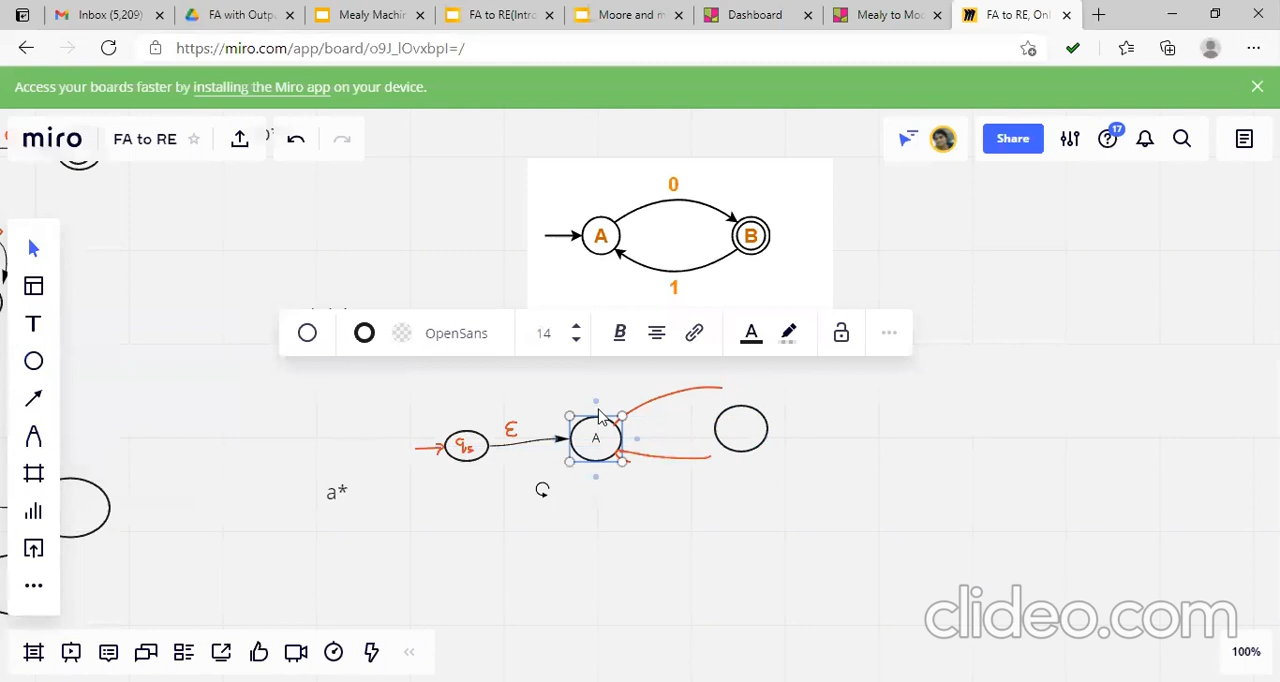 Inbox (5,209)
FA with Outp
Mealy Machin
FA to RE(Intr
Moore and m
Dashboard
Mealy to Moo
FA to RE, Onl
https://miro.com/app/board/o9J_lOvxbpI=/
Access your boards faster by installing the Miro app on your device.
miro
FA to RE
17
Share
0
A
B
1
OpenSans
14
B
A
ε
qs
A
a*
clideo.com
100%